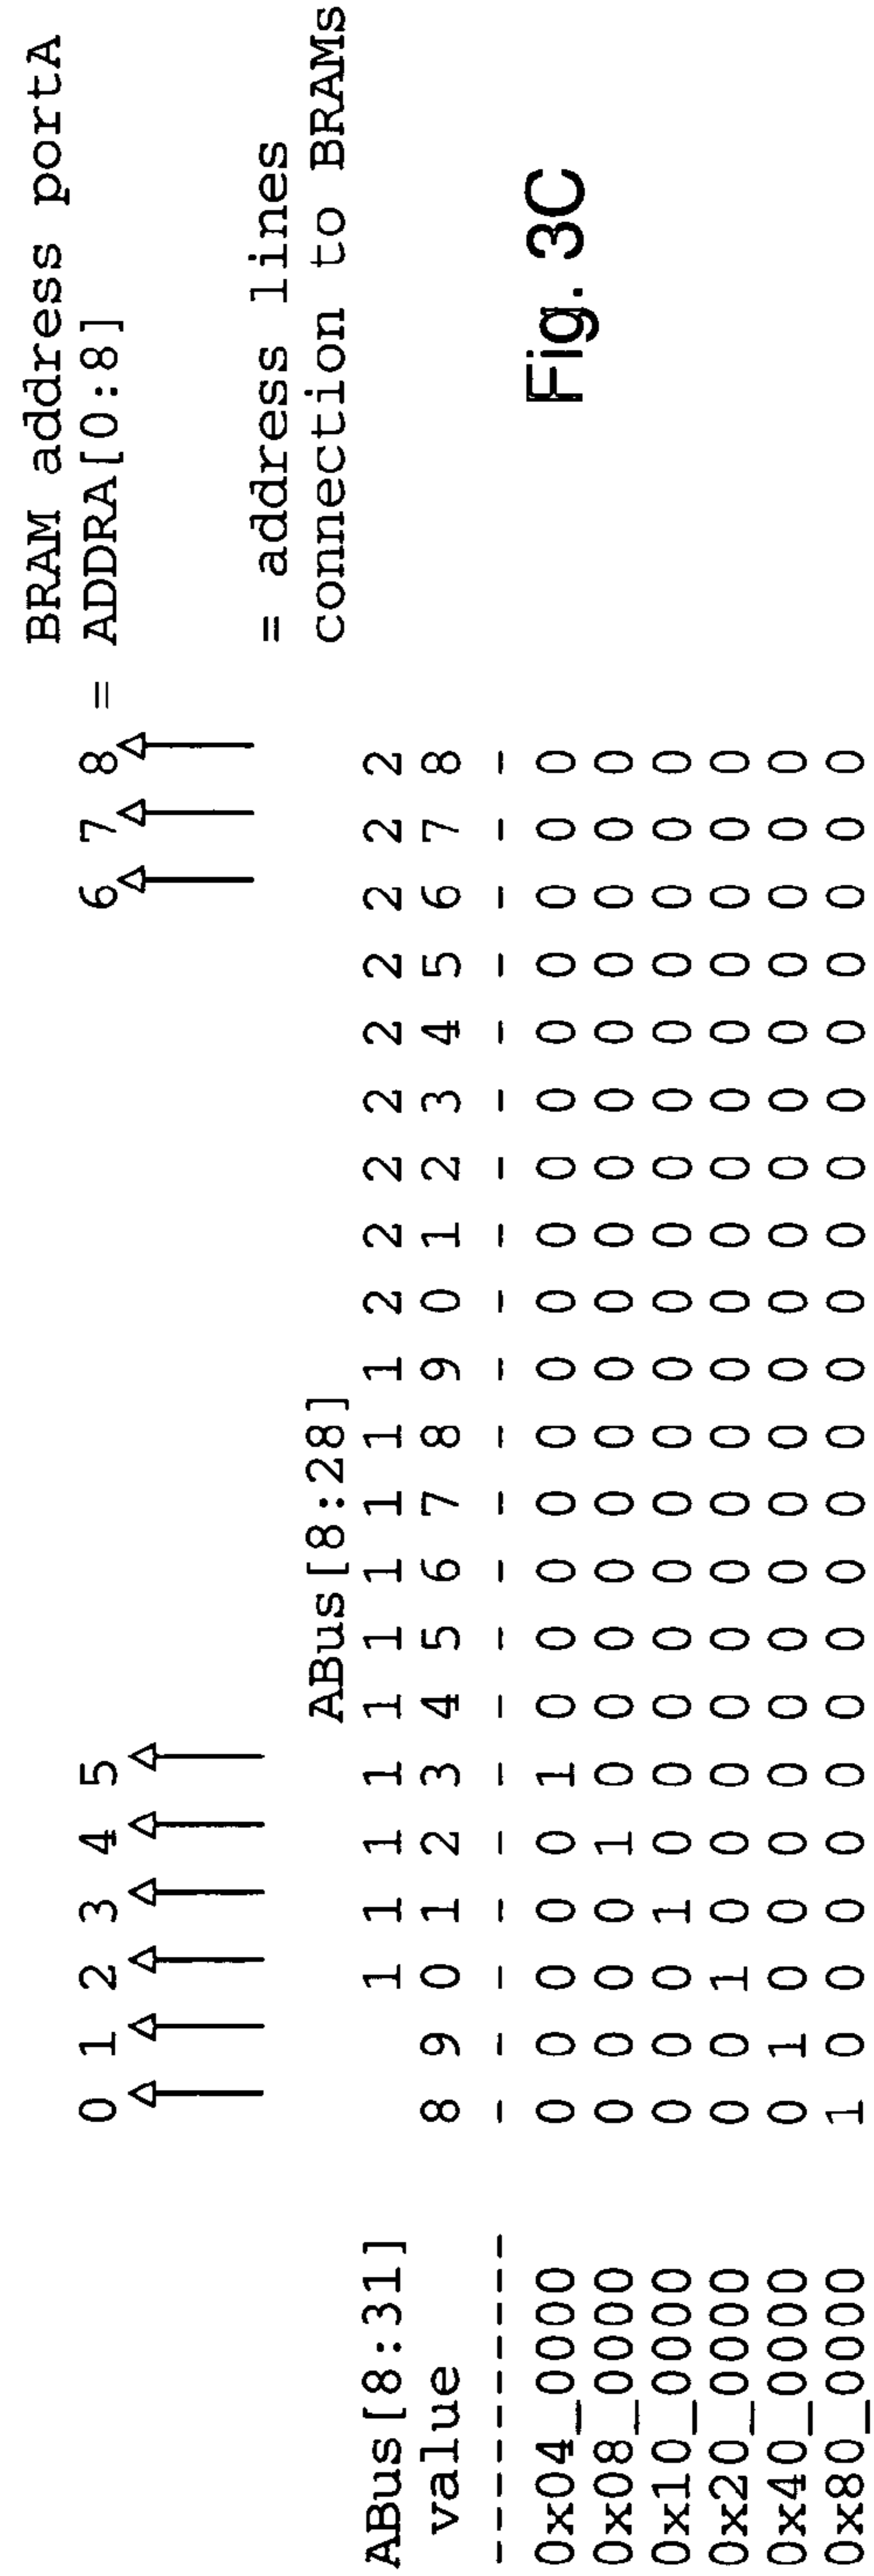 BRAM address portA
0 1 2 3 4 5 6 7 8 = ADDRA[0:8]
= address lines
connection to BRAMs
ABus[8:28]
ABus[8:31] 1 1 1 1 1 1 1 1 1 1 2 2 2 2 2 2 2 2 2
value 8 9 0 1 2 3 4 5 6 7 8 9 0 1 2 3 4 5 6 7 8
--------- - - - - - - - - - - - - - - - - - - - - -
0x04_0000 0 0 0 0 0 1 0 0 0 0 0 0 0 0 0 0 0 0 0 0 0
0x08_0000 0 0 0 0 1 0 0 0 0 0 0 0 0 0 0 0 0 0 0 0 0
0x10_0000 0 0 0 1 0 0 0 0 0 0 0 0 0 0 0 0 0 0 0 0 0
0x20_0000 0 0 1 0 0 0 0 0 0 0 0 0 0 0 0 0 0 0 0 0 0
0x40_0000 0 1 0 0 0 0 0 0 0 0 0 0 0 0 0 0 0 0 0 0 0
0x80_0000 1 0 0 0 0 0 0 0 0 0 0 0 0 0 0 0 0 0 0 0 0
Fig. 3C